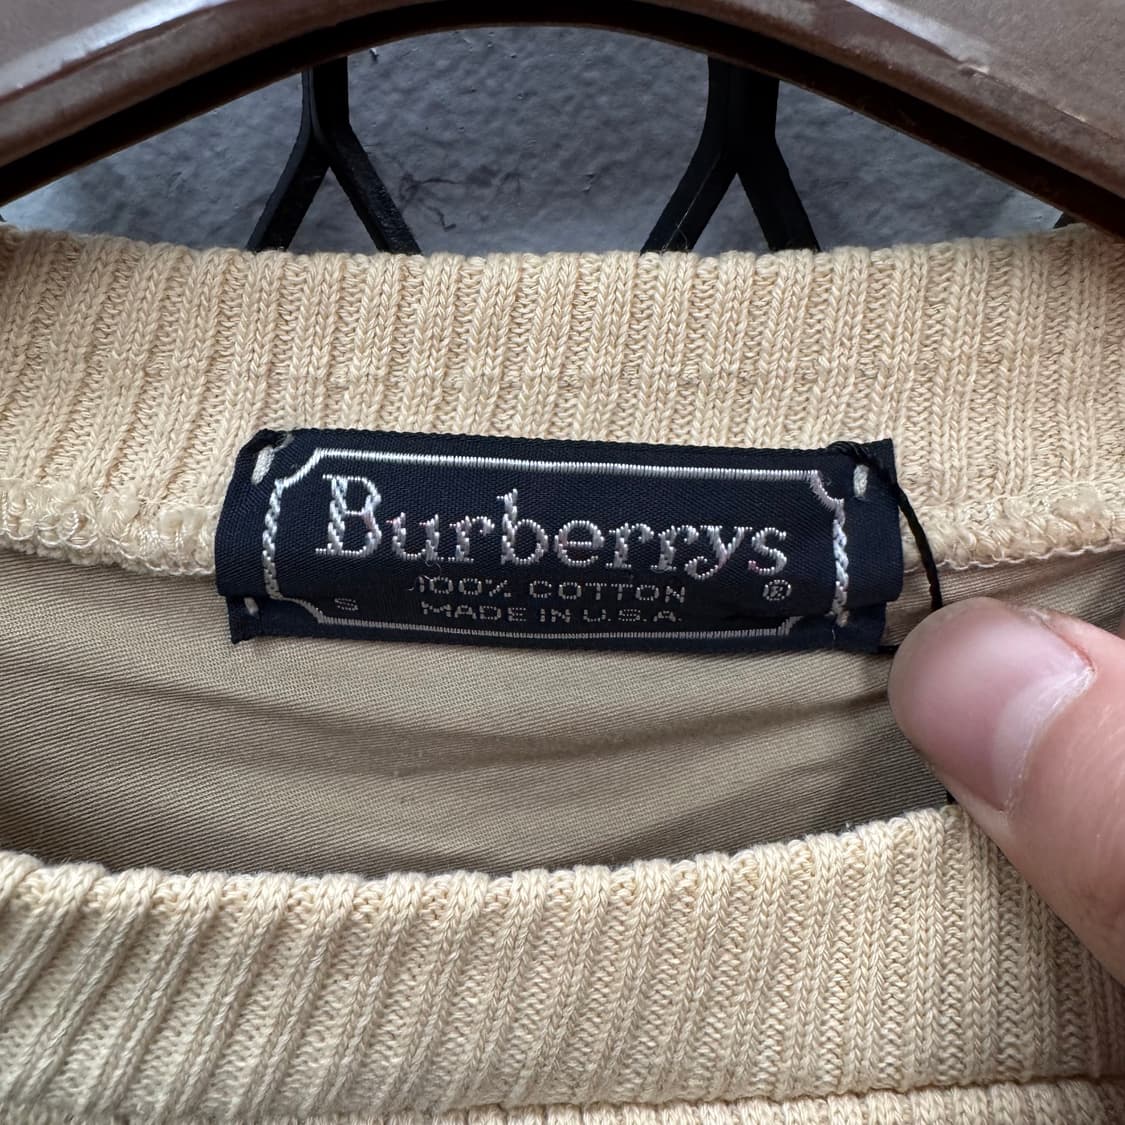 Burberrys
100% COTTON ®
S MADE IN U.S.A.